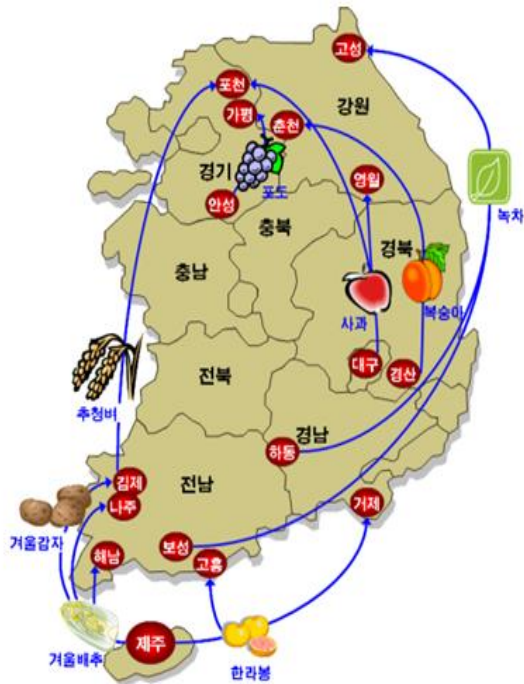 고성
포천
강원
가평
춘천
경기
포도
영월
녹차
안성
충북
경북
충남
사과
복숭아
대구
경산
추청벼
전북
경남
하동
김제
전남
나주
거제
겨울감자
보성
해남
고흥
제주
겨울배추
한라봉